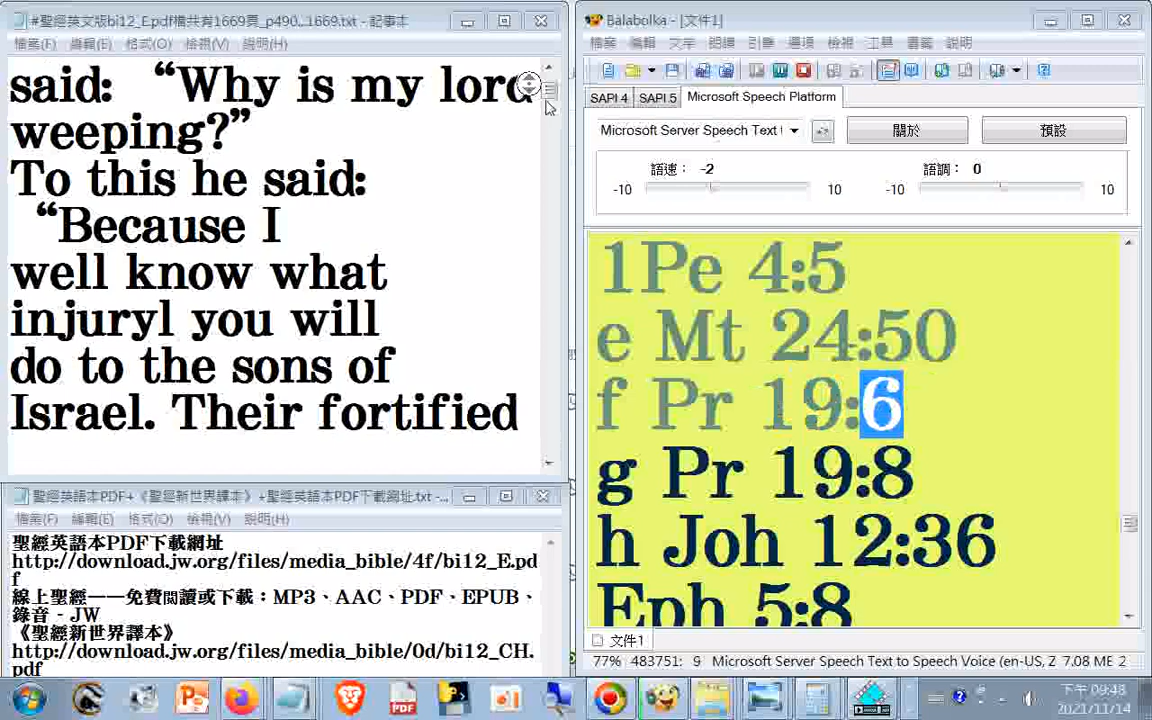 #聖經英文版bi12_Epdf檔共有1669頁_p490...1669.txt - 記事本
檔案(F) 編輯(E) 格式(O) 檢視(V) 說明(H)
said: “Why is my lord
weeping?”
To this he said:
“Because I
well know what
injuryl you will
do to the sons of
Israel. Their fortified
聖經英語本PDF+《聖經新世界譯本》+聖經英語本PDF下載網址.txt -...
檔案(F) 編輯(E) 格式(O) 檢視(V) 說明(H)
聖經英語本PDF下載網址
http://download.jw.org/files/media_bible/4f/bi12_E.pd
f
線上聖經——免費閱讀或下載：MP3、AAC、PDF、EPUB、
錄音 - JW
《聖經新世界譯本》
http://download.jw.org/files/media_bible/0d/bi12_CH.
pdf
Balabolka - [文件1]
檔案 編輯 文字 朗讀 引擎 選項 檢視 工具 書籤 說明
SAPI 4 SAPI 5 Microsoft Speech Platform
Microsoft Server Speech Text 關於 預設
語速： -2 語調： 0
-10 10 -10 10
1Pe 4:5
e Mt 24:50
f Pr 19:6
g Pr 19:8
h Joh 12:36
Eph 5:8
文件1
77% 483751: 9 Microsoft Server Speech Text to Speech Voice (en-US, Z 7.08 ME 2
下午 09:48
2021/11/14